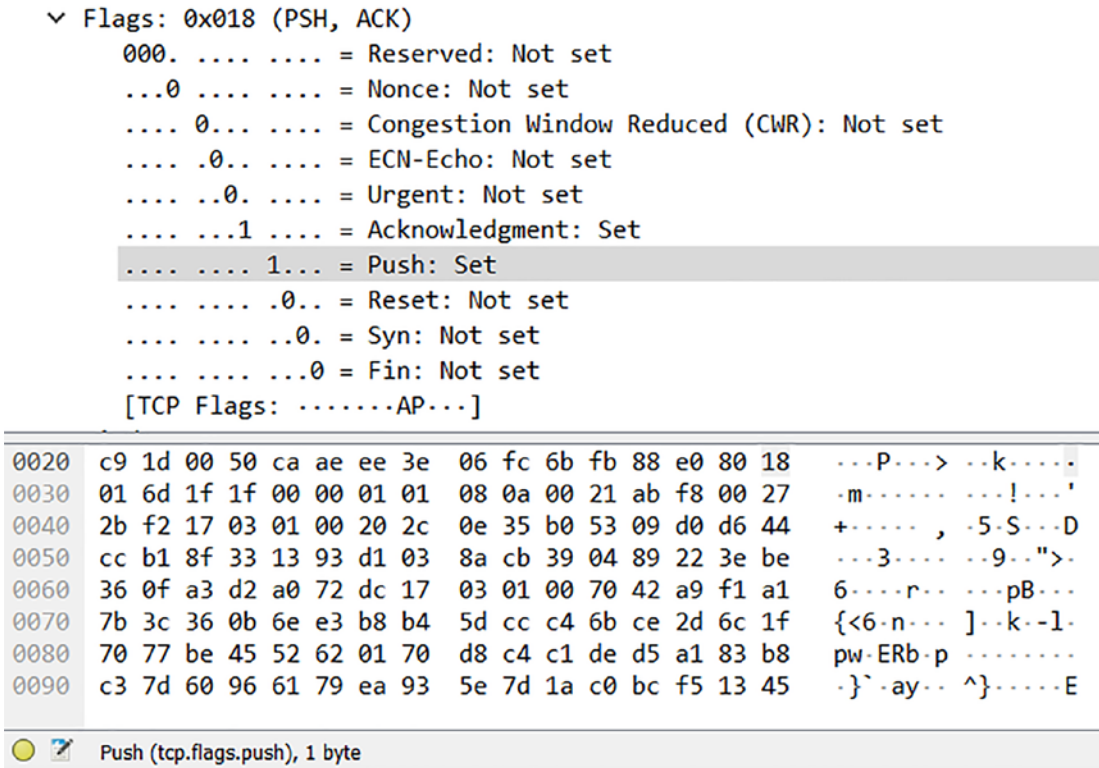 Flags: 0x018 (PSH, ACK)
000. .... .... = Reserved: Not set
...0 .... .... = Nonce: Not set
.... 0... .... = Congestion Window Reduced (CWR): Not set
.... .0.. .... = ECN-Echo: Not set
.... ..0. .... = Urgent: Not set
.... ...1 .... = Acknowledgment: Set
.... .... 1... = Push: Set
.... .... .0.. = Reset: Not set
.... .... ..0. = Syn: Not set
.... .... ...0 = Fin: Not set
[TCP Flags: ·······AP···]
0020 c9 1d 00 50 ca ae ee 3e 06 fc 6b fb 88 e0 80 18 ···P···> ··k·····
0030 01 6d 1f 1f 00 00 01 01 08 0a 00 21 ab f8 00 27 ·m······ ···!···'
0040 2b f2 17 03 01 00 20 2c 0e 35 b0 53 09 d0 d6 44 +····· , ·5·S···D
0050 cc b1 8f 33 13 93 d1 03 8a cb 39 04 89 22 3e be ···3···· ··9··">·
0060 36 0f a3 d2 a0 72 dc 17 03 01 00 70 42 a9 f1 a1 6····r·· ···pB···
0070 7b 3c 36 0b 6e e3 b8 b4 5d cc c4 6b ce 2d 6c 1f {<6·n··· ]··k·-l·
0080 70 77 be 45 52 62 01 70 d8 c4 c1 de d5 a1 83 b8 pw·ERb·p ········
0090 c3 7d 60 96 61 79 ea 93 5e 7d 1a c0 bc f5 13 45 ·}`·ay·· ^}·····E
Push (tcp.flags.push), 1 byte